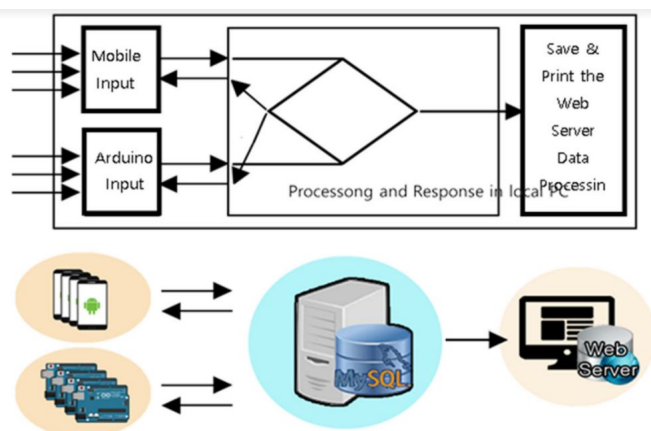 Mobile
Input
Arduino
Input
Processong and Response in local PC
Save &
Print the
Web
Server
Data
Processin
MySQL
Web
Server